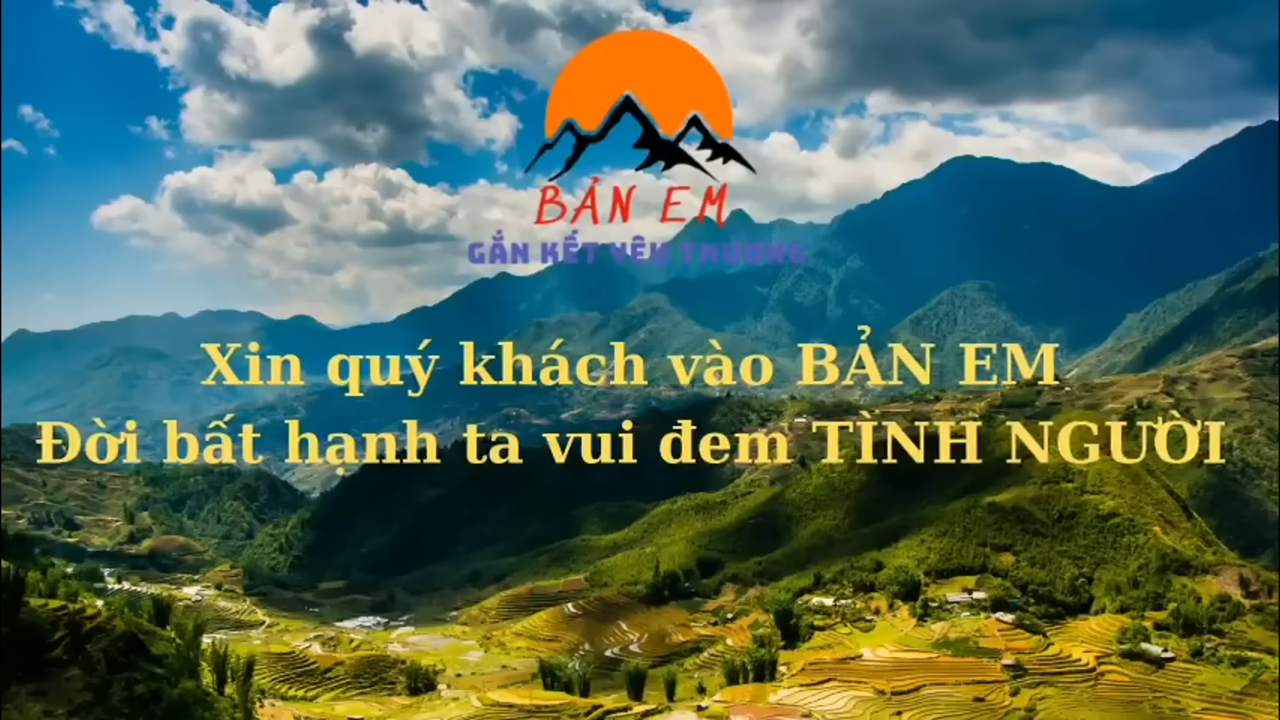 BẢN EM
GẮN KẾT YÊU THƯƠNG
Xin quý khách vào BẢN EM
Đời bất hạnh ta vui đem TÌNH NGƯỜI